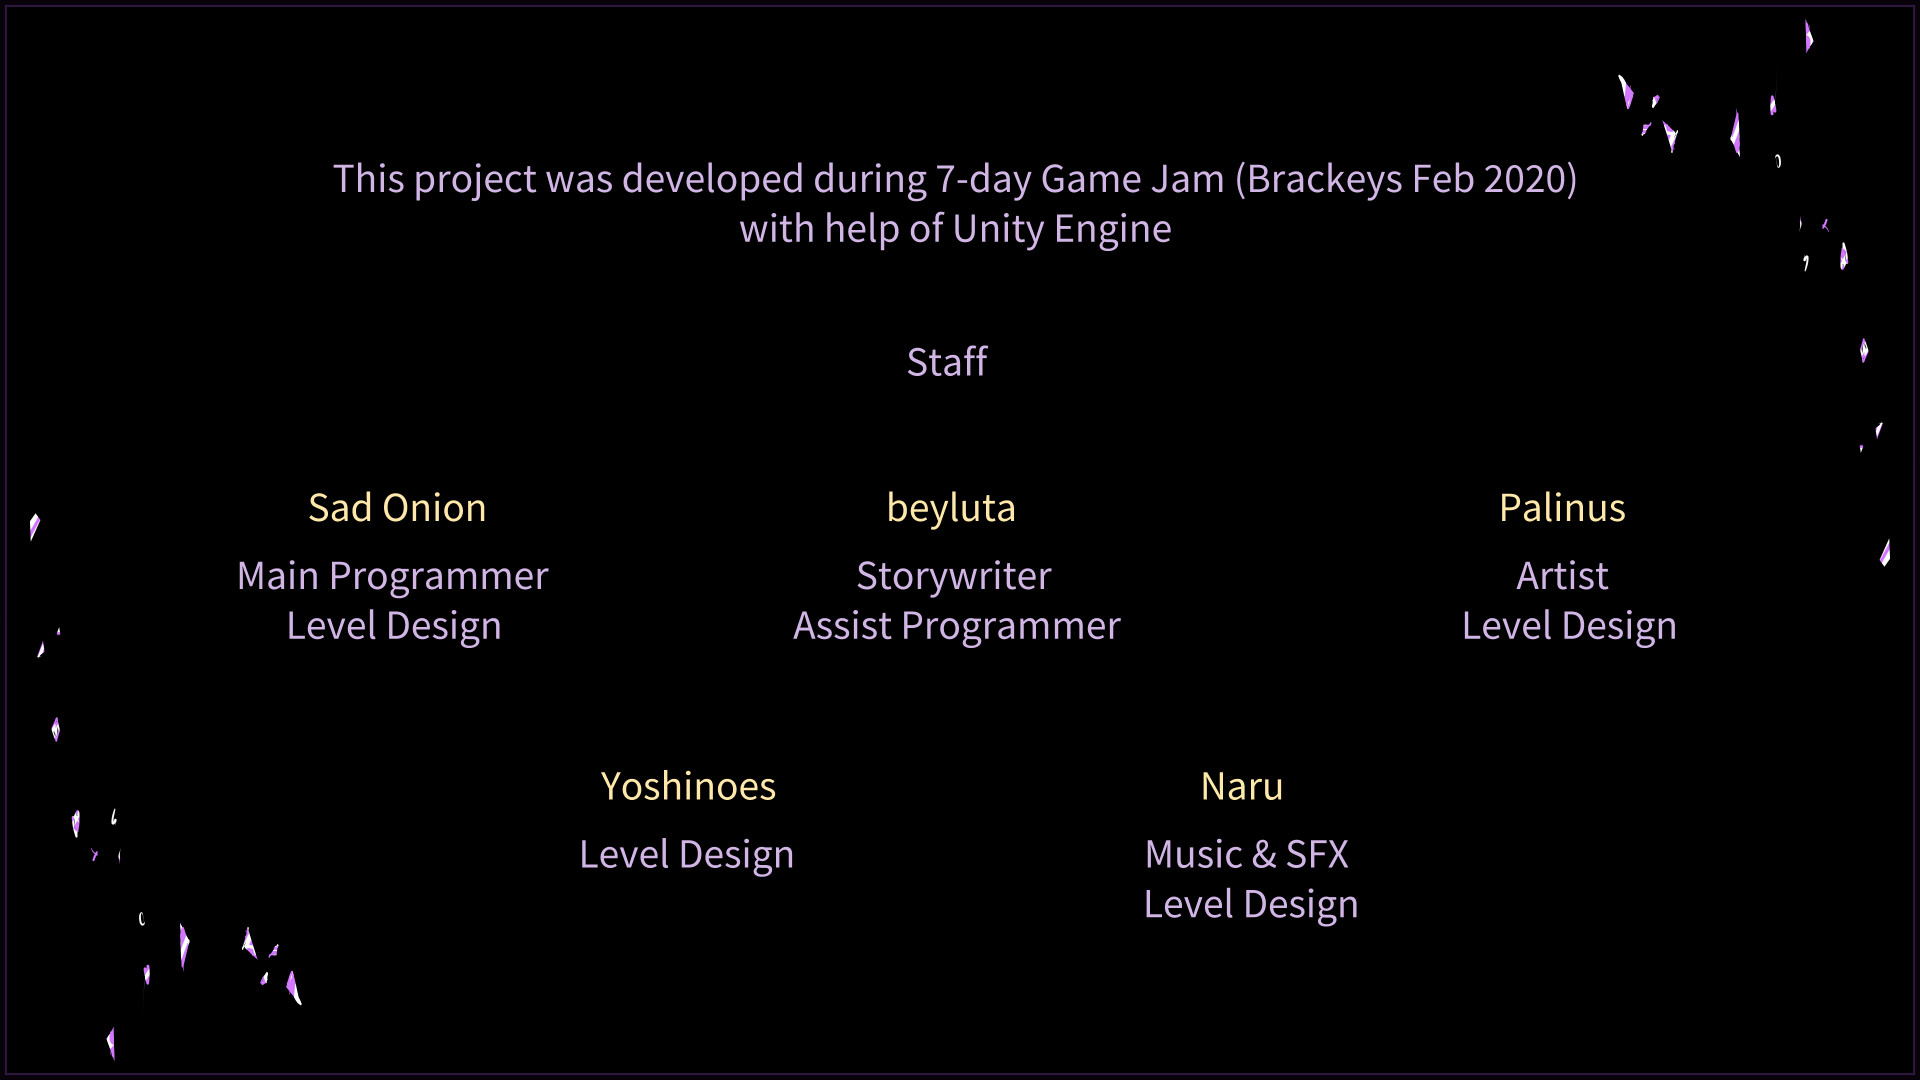 This project was developed during 7-day Game Jam (Brackeys Feb 2020)
with help of Unity Engine
Staff
Sad Onion
Main Programmer
Level Design
beyluta
Storywriter
Assist Programmer
Palinus
Artist
Level Design
Yoshinoes
Level Design
Naru
Music & SFX
Level Design